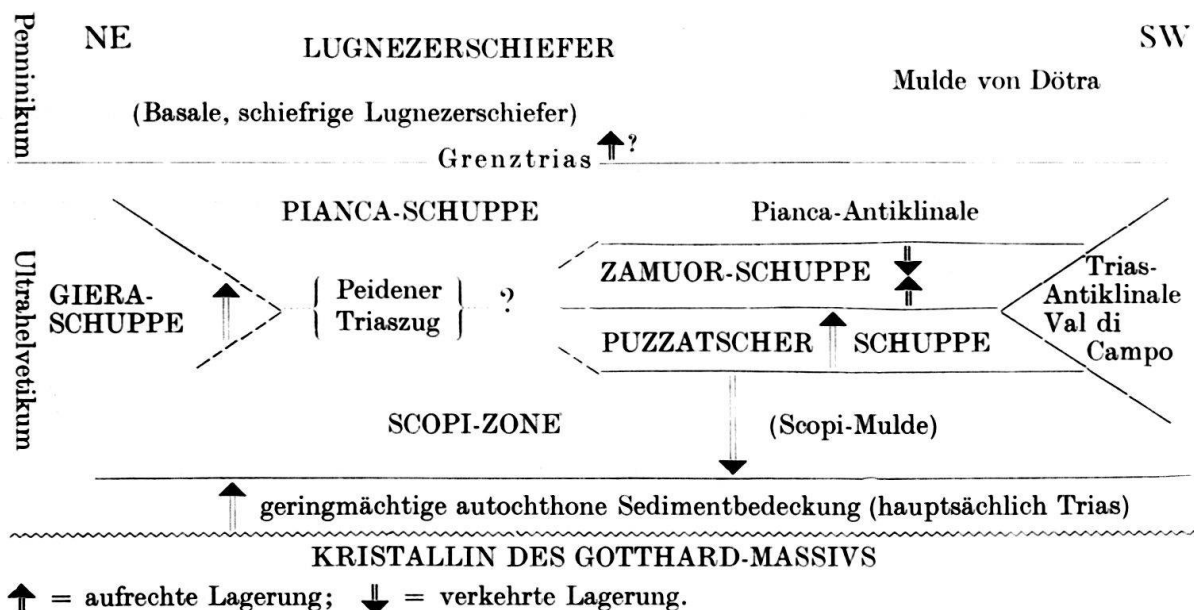 NE
SW
Penninikum
LUGNEZERSCHIEFER
Mulde von Dötra
(Basale, schiefrige Lugnezerschiefer)
Grenztrias ?
Ultrahelvetikum
PIANCA-SCHUPPE
Pianca-Antiklinale
GIERA-
SCHUPPE
Peidener
Triaszug
?
ZAMUOR-SCHUPPE
PUZZATSCHER SCHUPPE
Trias-
Antiklinale
Val di
Campo
SCOPI-ZONE
(Scopi-Mulde)
geringmächtige autochthone Sedimentbedeckung (hauptsächlich Trias)
KRISTALLIN DES GOTTHARD-MASSIVS
= aufrechte Lagerung; = verkehrte Lagerung.